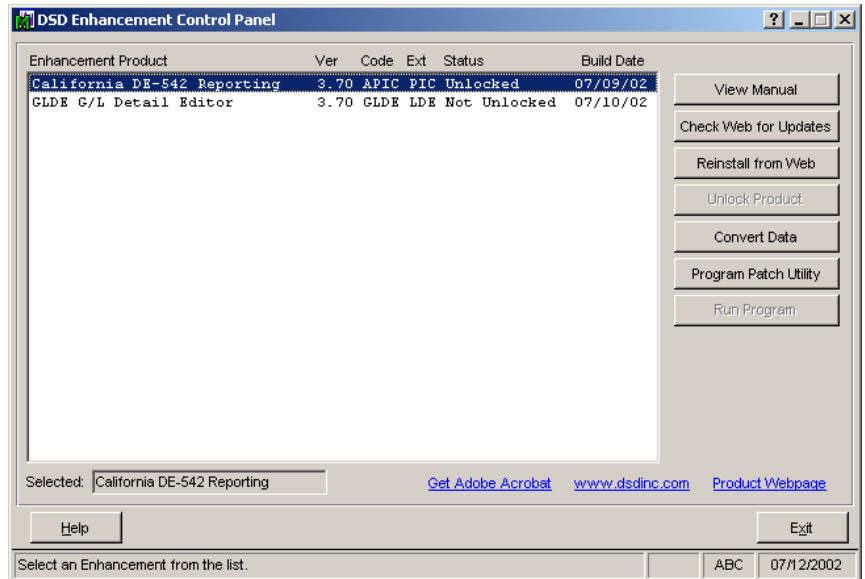 DSD Enhancement Control Panel
Enhancement Product Ver Code Ext Status Build Date
California DE-542 Reporting 3.70 APIC PIC Unlocked 07/09/02
GLDE G/L Detail Editor 3.70 GLDE LDE Not Unlocked 07/10/02
View Manual
Check Web for Updates
Reinstall from Web
Unlock Product
Convert Data
Program Patch Utility
Run Program
Selected: California DE-542 Reporting
Get Adobe Acrobat www.dsdinc.com Product Webpage
Help Exit
Select an Enhancement from the list. ABC 07/12/2002